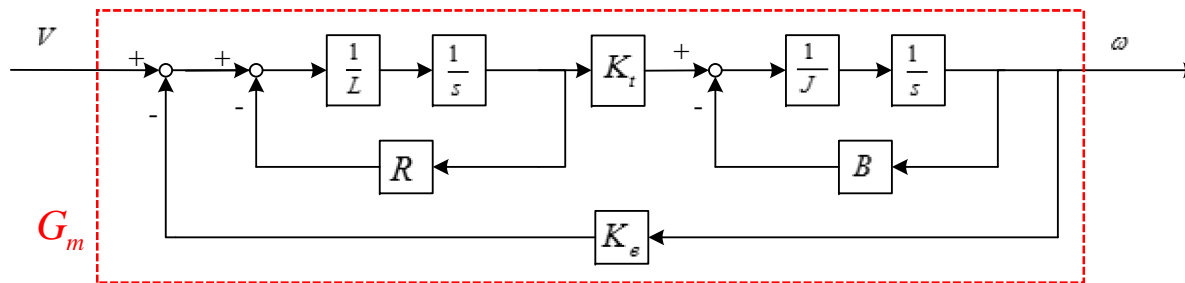 V ω
+ + 1/L 1/s K_t + 1/J 1/s
- - -
R B
G_m
K_e